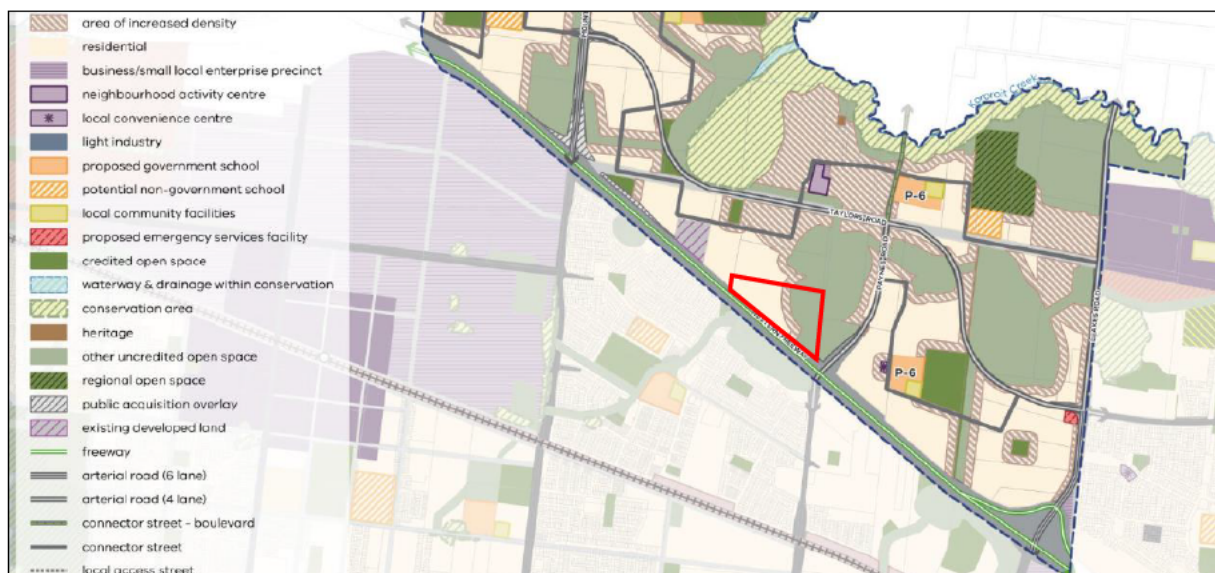 area of increased density
residential
business/small local enterprise precinct
neighbourhood activity centre
local convenience centre
light industry
proposed government school
potential non-government school
local community facilities
proposed emergency services facility
credited open space
waterway & drainage within conservation
conservation area
heritage
other uncredited open space
regional open space
public acquisition overlay
existing developed land
freeway
arterial road (6 lane)
arterial road (4 lane)
connector street - boulevard
connector street
local access street
MOUNT
Kororoit Creek
P-6
TAYLORS ROAD
PAYNES ROAD
P-6